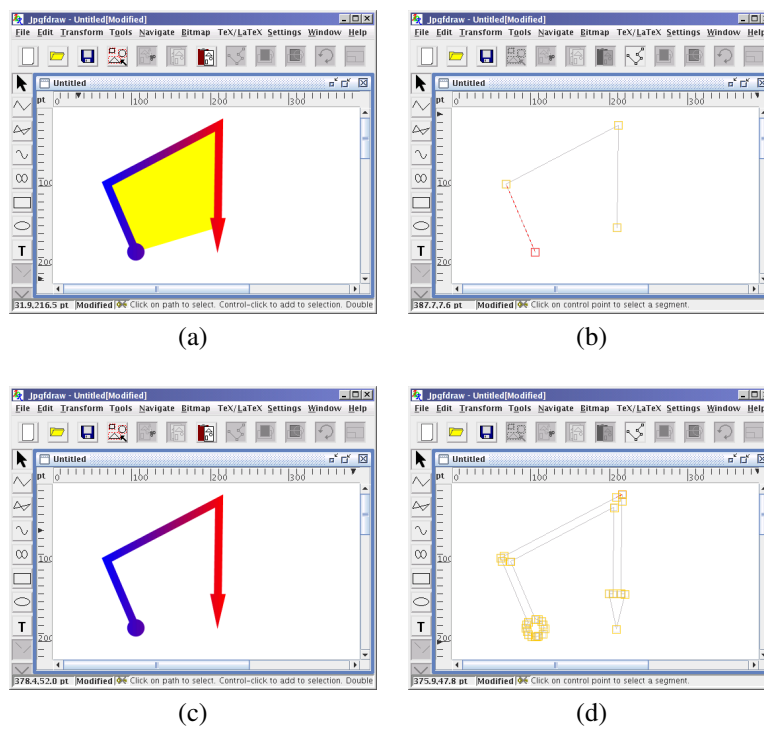 Jpgfdraw - Untitled[Modified]
File Edit Transform Tools Navigate Bitmap TeX/LaTeX Settings Window Help
Untitled
pt 0 100 200 300
100
T
200
31.9,216.5 pt Modified Click on path to select. Control-click to add to selection. Double
(a)
Jpgfdraw - Untitled[Modified]
File Edit Transform Tools Navigate Bitmap TeX/LaTeX Settings Window Help
Untitled
pt 0 100 200 300
100
T
200
387.7,7.6 pt Modified Click on control point to select a segment.
(b)
Jpgfdraw - Untitled[Modified]
File Edit Transform Tools Navigate Bitmap TeX/LaTeX Settings Window Help
Untitled
pt 0 100 200 300
100
T
200
378.4,52.0 pt Modified Click on path to select. Control-click to add to selection. Double
(c)
Jpgfdraw - Untitled[Modified]
File Edit Transform Tools Navigate Bitmap TeX/LaTeX Settings Window Help
Untitled
pt 0 100 200 300
100
T
200
375.9,47.8 pt Modified Click on control point to select a segment.
(d)